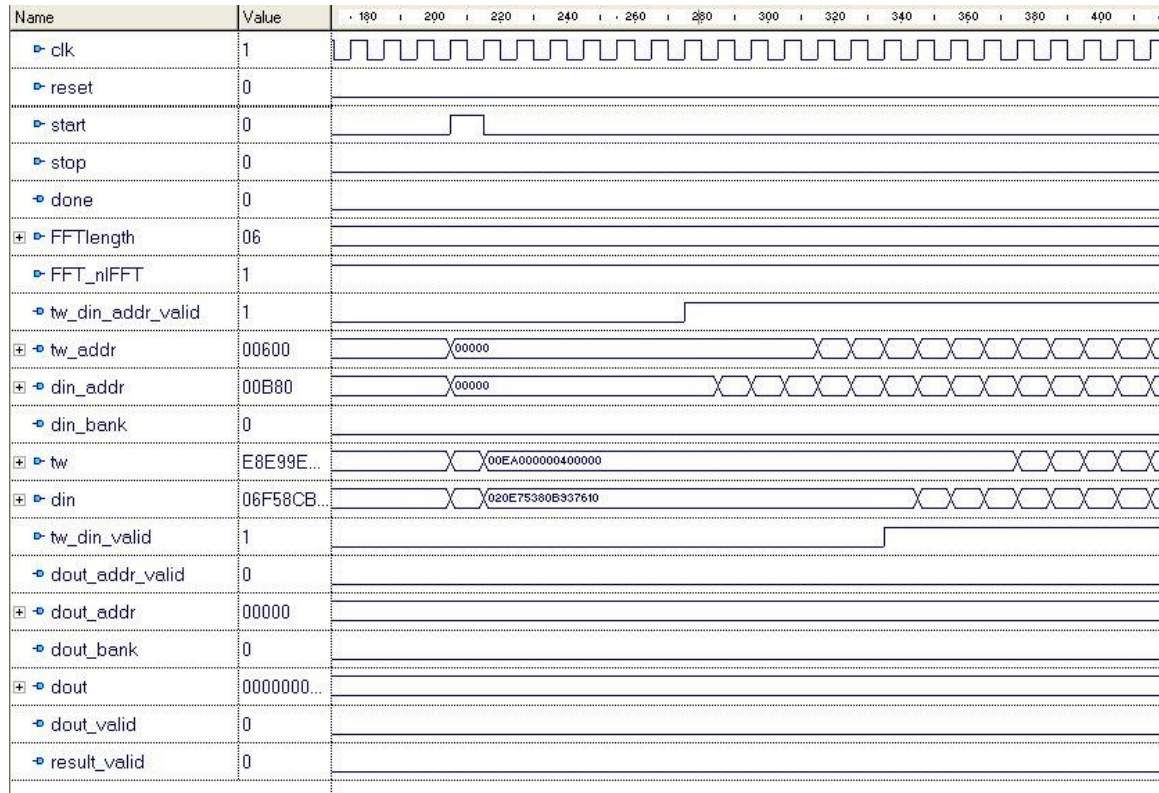 Name Value 180 200 220 240 260 280 300 320 340 360 380 400
clk 1
reset 0
start 0
stop 0
done 0
FFTlength 06
FFT_nIFFT 1
tw_din_addr_valid 1
tw_addr 00600 00000
din_addr 00B80 00000
din_bank 0
tw E8E99E... 00EA000000400000
din 06F58CB... 020E75380B937610
tw_din_valid 1
dout_addr_valid 0
dout_addr 00000
dout_bank 0
dout 0000000...
dout_valid 0
result_valid 0